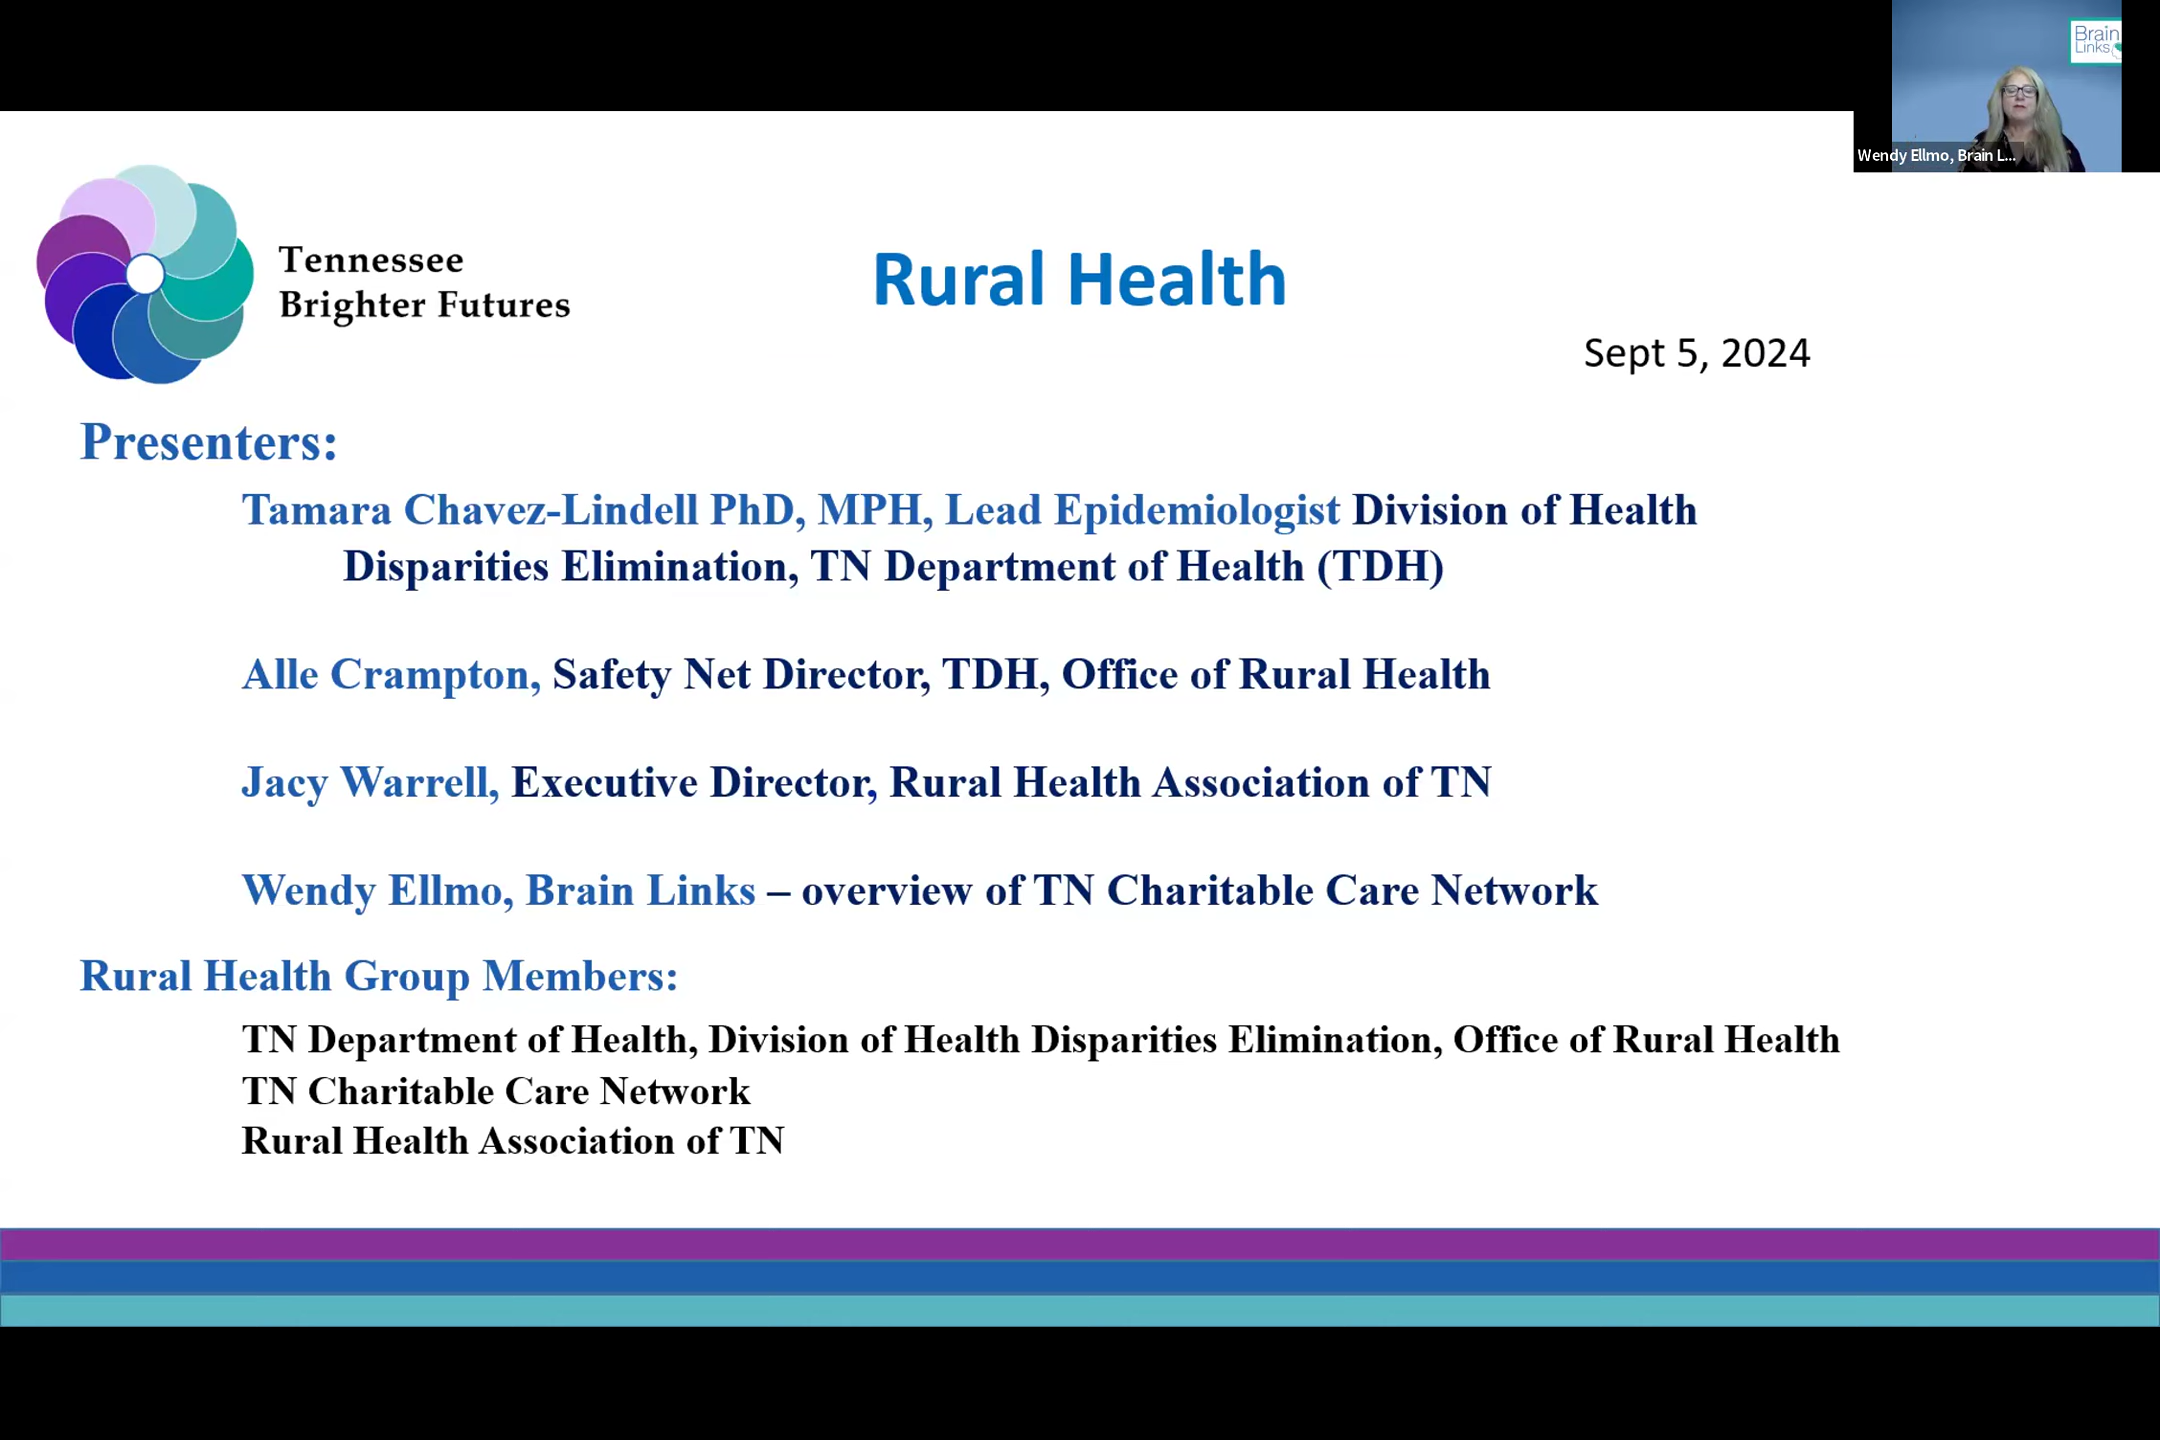 Brain
Links
Wendy Ellmo, Brain L...
Tennessee
Brighter Futures
Rural Health
Sept 5, 2024
Presenters:
Tamara Chavez-Lindell PhD, MPH, Lead Epidemiologist Division of Health
Disparities Elimination, TN Department of Health (TDH)
Alle Crampton, Safety Net Director, TDH, Office of Rural Health
Jacy Warrell, Executive Director, Rural Health Association of TN
Wendy Ellmo, Brain Links – overview of TN Charitable Care Network
Rural Health Group Members:
TN Department of Health, Division of Health Disparities Elimination, Office of Rural Health
TN Charitable Care Network
Rural Health Association of TN